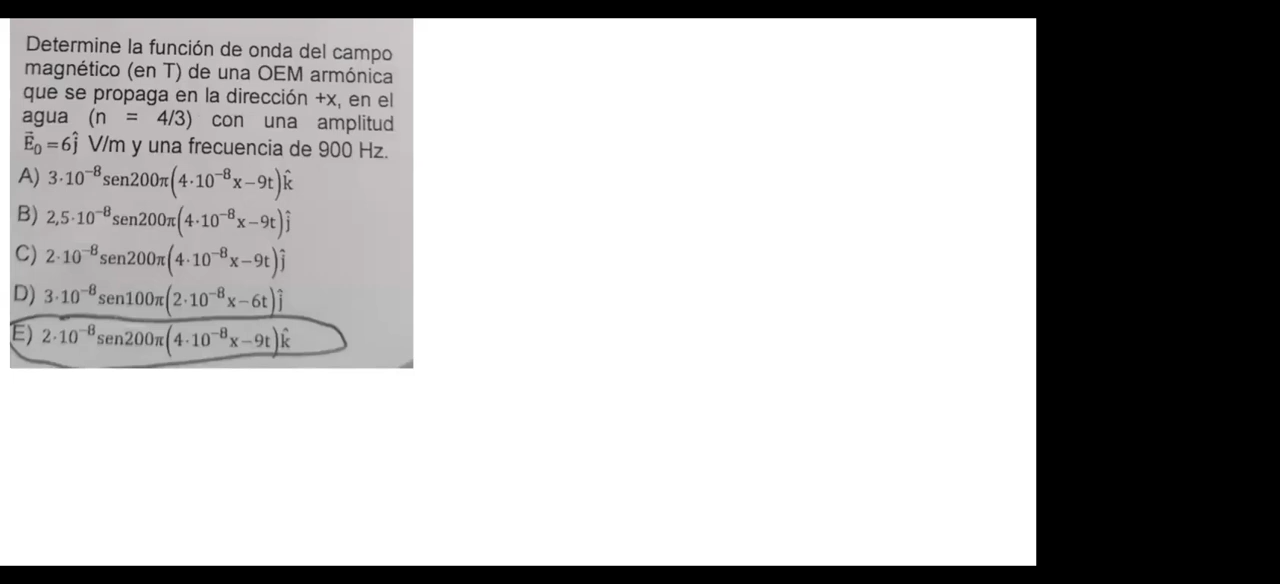 Determine la función de onda del campo
magnético (en T) de una OEM armónica
que se propaga en la dirección +x, en el
agua (n = 4/3) con una amplitud
E⃗₀ = 6ĵ V/m y una frecuencia de 900 Hz.
A) 3·10⁻⁸sen200π(4·10⁻⁸x−9t)k̂
B) 2,5·10⁻⁸sen200π(4·10⁻⁸x−9t)ĵ
C) 2·10⁻⁸sen200π(4·10⁻⁸x−9t)ĵ
D) 3·10⁻⁸sen100π(2·10⁻⁸x−6t)ĵ
E) 2·10⁻⁸sen200π(4·10⁻⁸x−9t)k̂